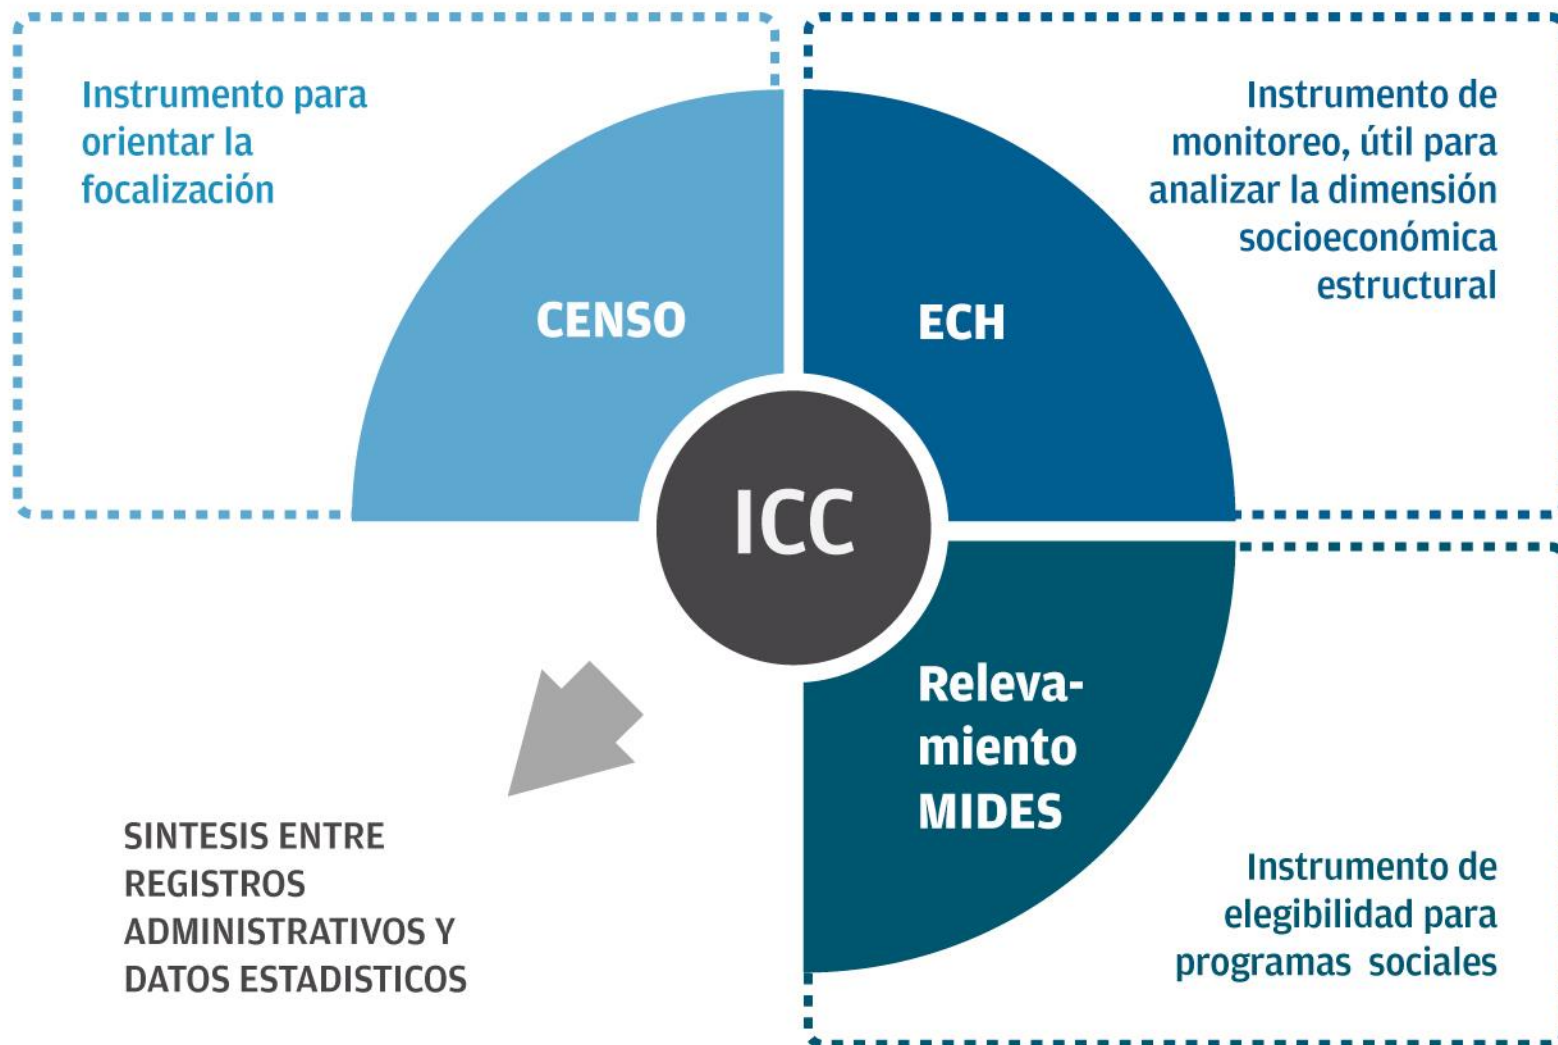 Instrumento para
orientar la
focalización
Instrumento de
monitoreo, útil para
analizar la dimensión
socioeconómica
estructural
CENSO
ECH
ICC
Releva-
miento
MIDES
SINTESIS ENTRE
REGISTROS
ADMINISTRATIVOS Y
DATOS ESTADISTICOS
Instrumento de
elegibilidad para
programas sociales